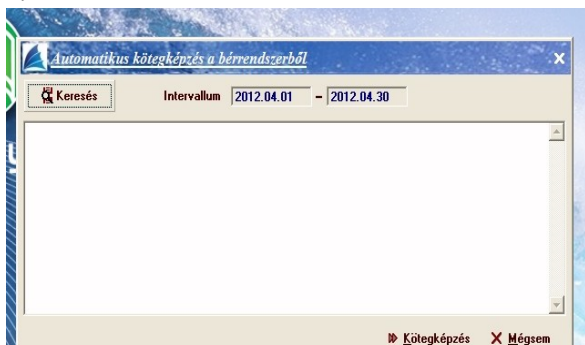 Automatikus kötegképzés a bérrendszerből
Keresés Intervallum 2012.04.01 - 2012.04.30
Kötegképzés Mégsem